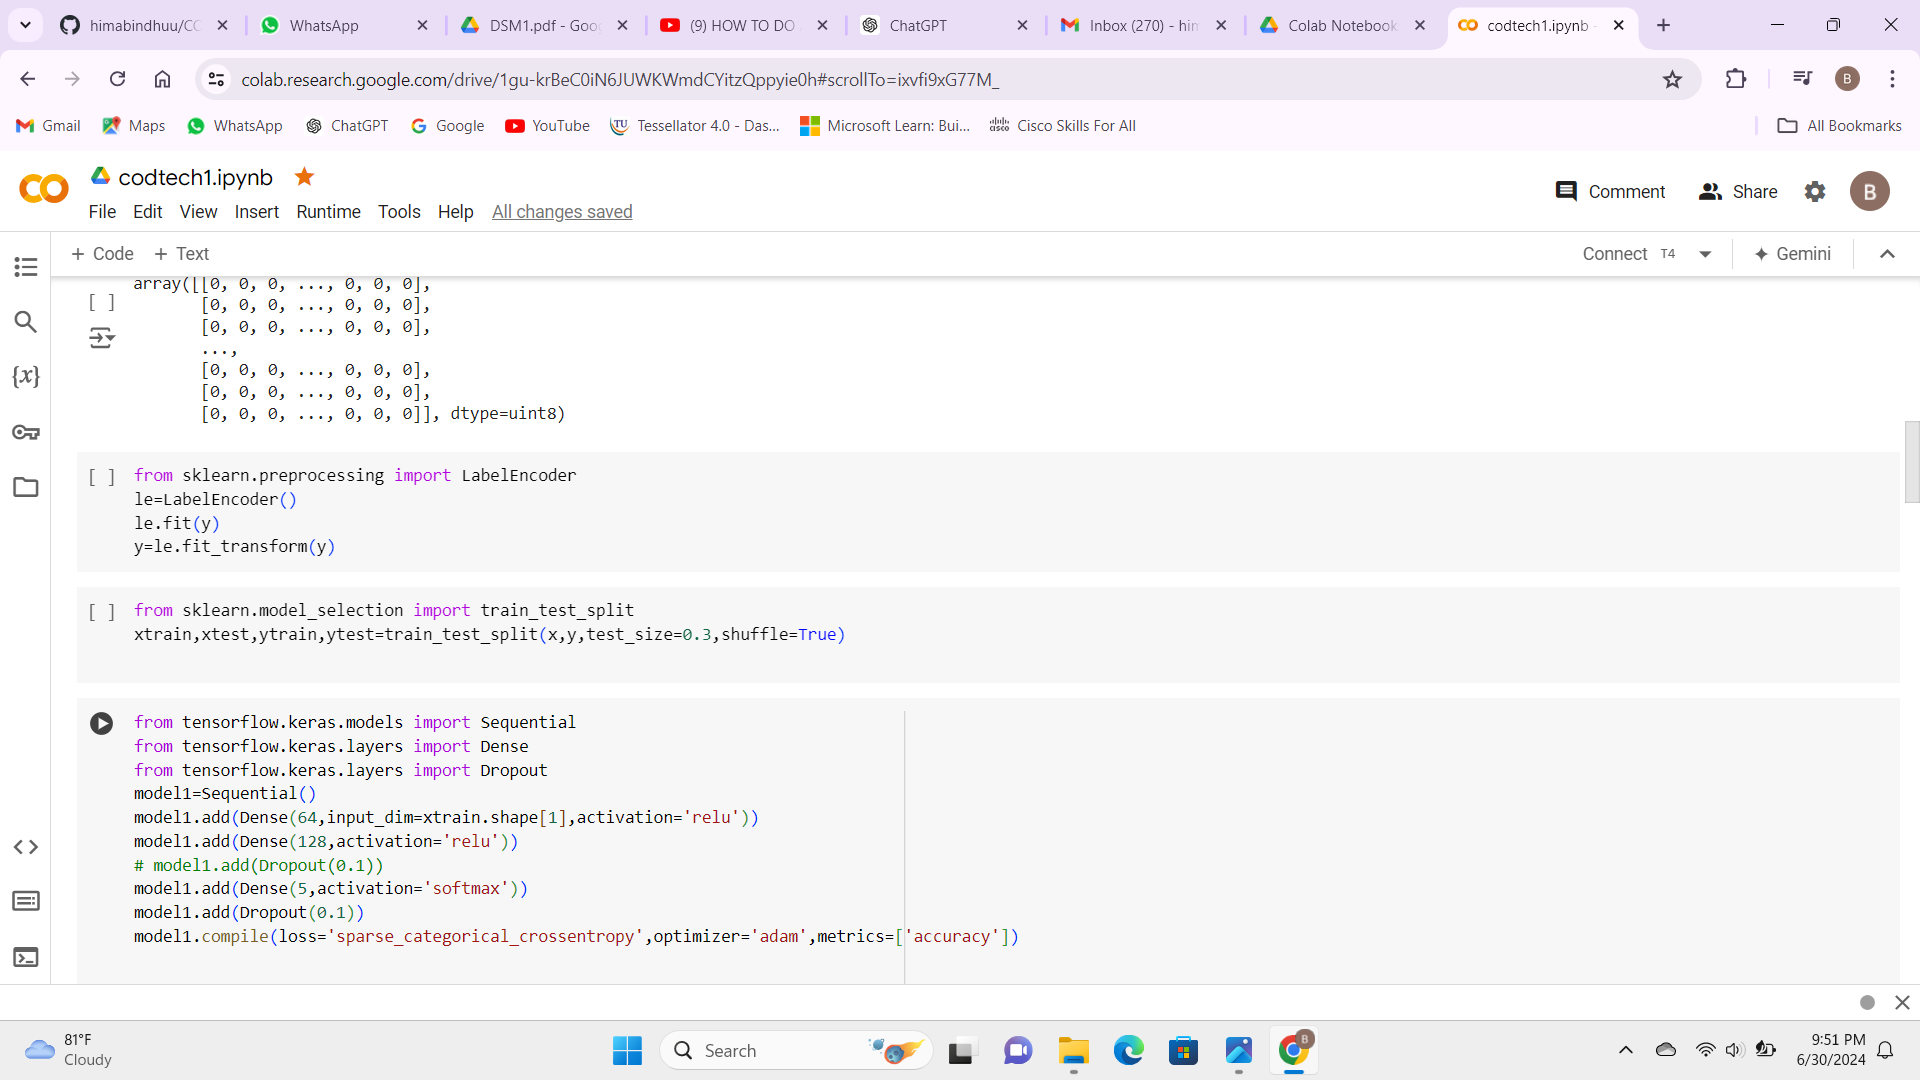 himabindhuu/CC
WhatsApp
DSM1.pdf - Goo
(9) HOW TO DO
ChatGPT
Inbox (270) - him
Colab Notebook
codtech1.ipynb -
colab.research.google.com/drive/1gu-krBeC0iN6JUWKWmdCYitzQppyie0h#scrollTo=ixvfi9xG77M_
B
Gmail
Maps
WhatsApp
ChatGPT
Google
YouTube
Tessellator 4.0 - Das...
Microsoft Learn: Bui...
Cisco Skills For All
All Bookmarks
codtech1.ipynb
Comment
Share
B
File Edit View Insert Runtime Tools Help All changes saved
+ Code + Text
Connect T4
Gemini
array([[0, 0, 0, ..., 0, 0, 0],
[ ]
[0, 0, 0, ..., 0, 0, 0],
[0, 0, 0, ..., 0, 0, 0],
...,
[0, 0, 0, ..., 0, 0, 0],
[0, 0, 0, ..., 0, 0, 0],
[0, 0, 0, ..., 0, 0, 0]], dtype=uint8)
{x}
[ ] from sklearn.preprocessing import LabelEncoder
le=LabelEncoder()
le.fit(y)
y=le.fit_transform(y)
[ ] from sklearn.model_selection import train_test_split
xtrain,xtest,ytrain,ytest=train_test_split(x,y,test_size=0.3,shuffle=True)
from tensorflow.keras.models import Sequential
from tensorflow.keras.layers import Dense
from tensorflow.keras.layers import Dropout
model1=Sequential()
model1.add(Dense(64,input_dim=xtrain.shape[1],activation='relu'))
model1.add(Dense(128,activation='relu'))
# model1.add(Dropout(0.1))
model1.add(Dense(5,activation='softmax'))
model1.add(Dropout(0.1))
model1.compile(loss='sparse_categorical_crossentropy',optimizer='adam',metrics=['accuracy'])
81°F
Cloudy
Search
B
9:51 PM
6/30/2024